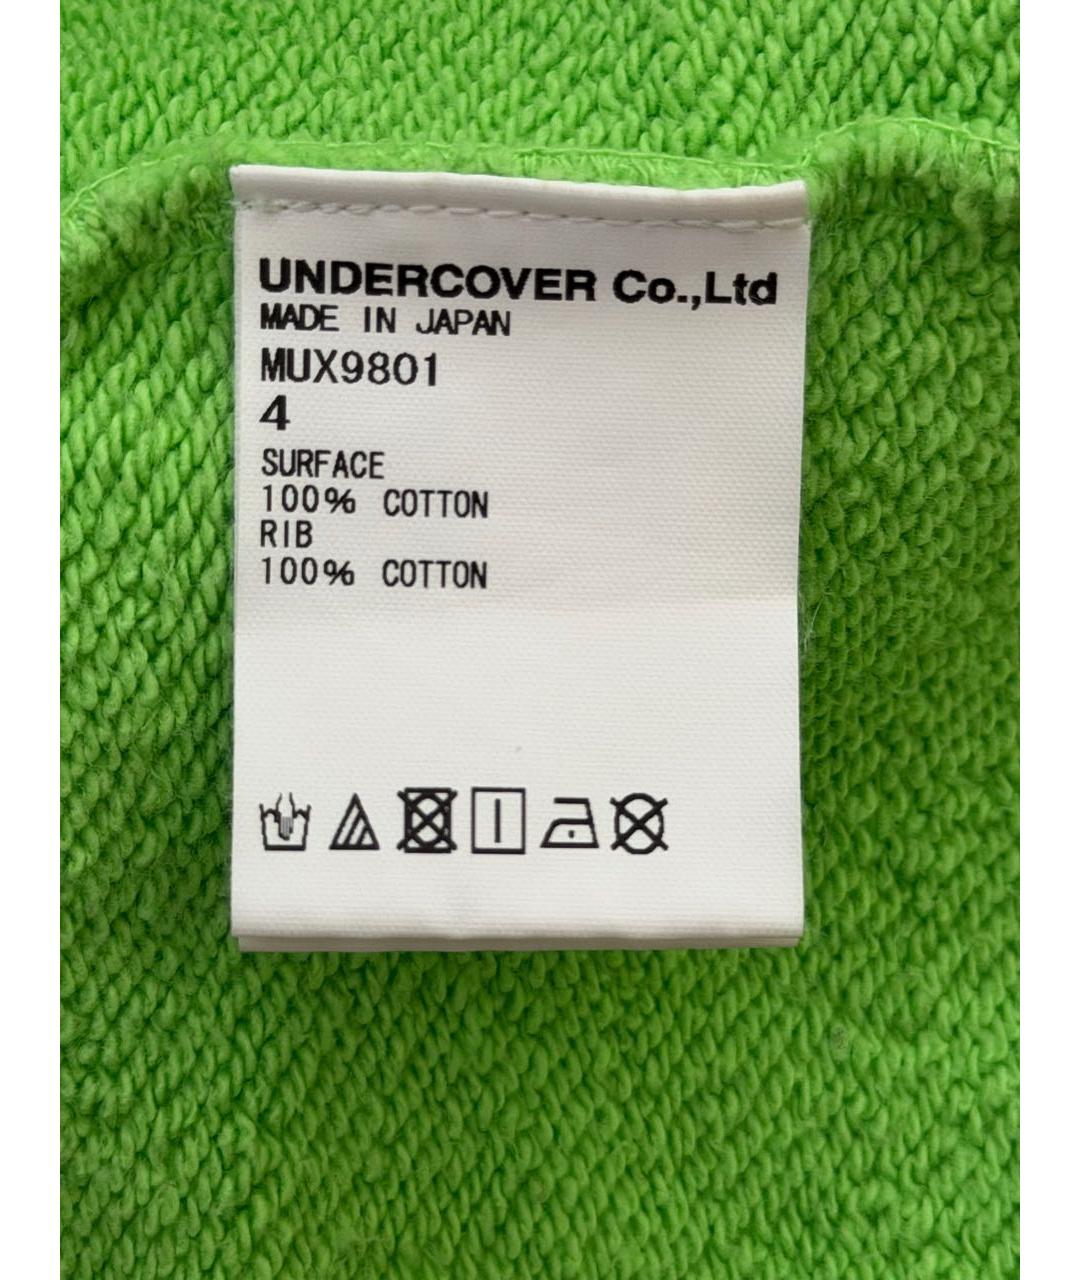 UNDERCOVER Co.,Ltd
MADE IN JAPAN
MUX9801
4
SURFACE
100% COTTON
RIB
100% COTTON